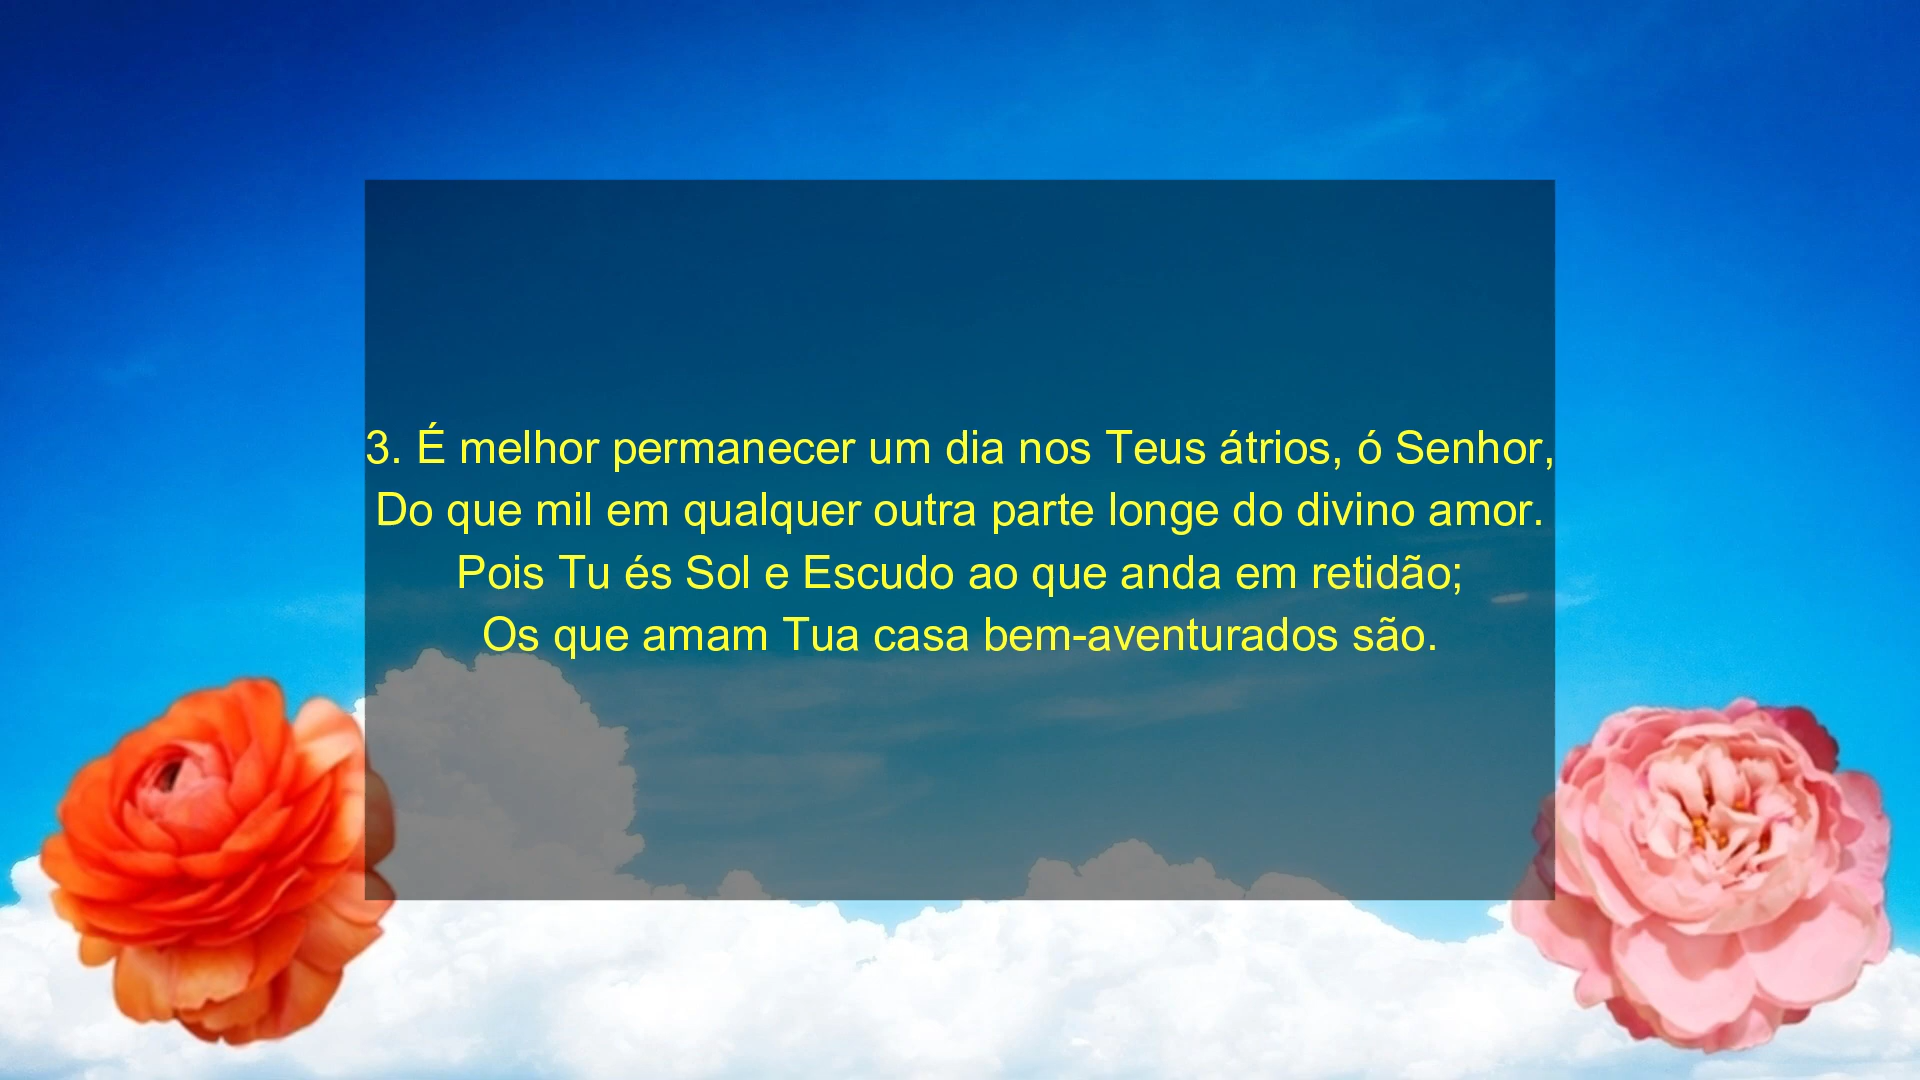 3. É melhor permanecer um dia nos Teus átrios, ó Senhor,
Do que mil em qualquer outra parte longe do divino amor.
Pois Tu és Sol e Escudo ao que anda em retidão;
Os que amam Tua casa bem-aventurados são.